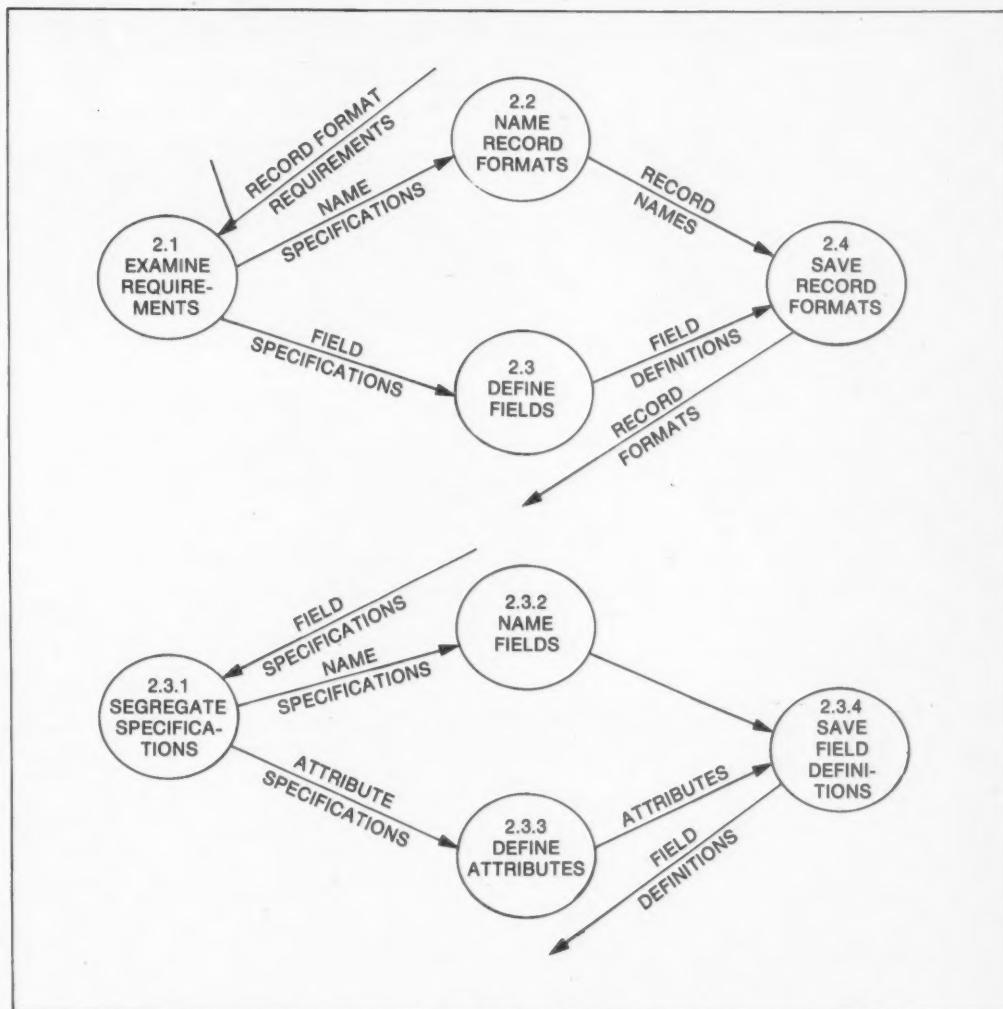 RECORD FORMAT
REQUIREMENTS
2.2
NAME
RECORD
FORMATS
NAME
SPECIFICATIONS
RECORD
NAMES
2.1
EXAMINE
REQUIRE-
MENTS
2.4
SAVE
RECORD
FORMATS
FIELD
SPECIFICATIONS
2.3
DEFINE
FIELDS
FIELD
DEFINITIONS
RECORD
FORMATS
FIELD
SPECIFICATIONS
2.3.2
NAME
FIELDS
NAME
SPECIFICATIONS
2.3.1
SEGREGATE
SPECIFICA-
TIONS
2.3.4
SAVE
FIELD
DEFINI-
TIONS
ATTRIBUTE
SPECIFICATIONS
2.3.3
DEFINE
ATTRIBUTES
ATTRIBUTES
FIELD
DEFINITIONS